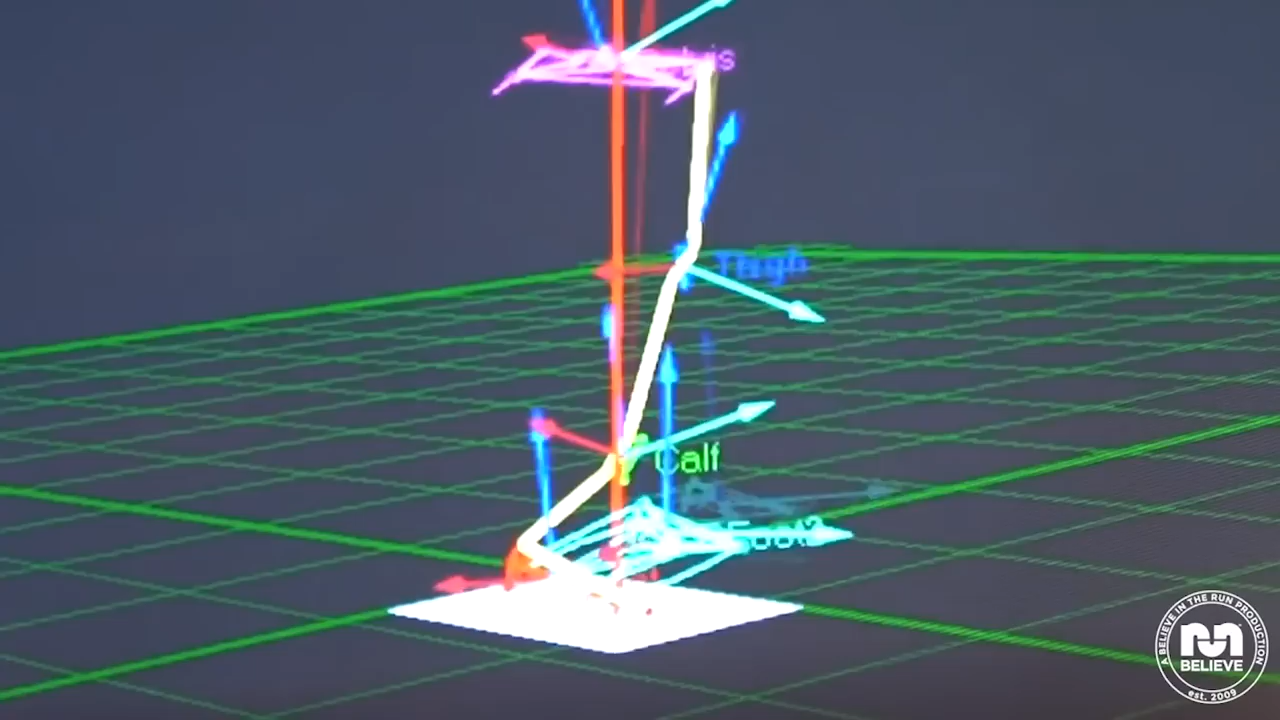 Thigh
Calf
A BELIEVE IN THE RUN PRODUCTION
BELIEVE
est. 2009